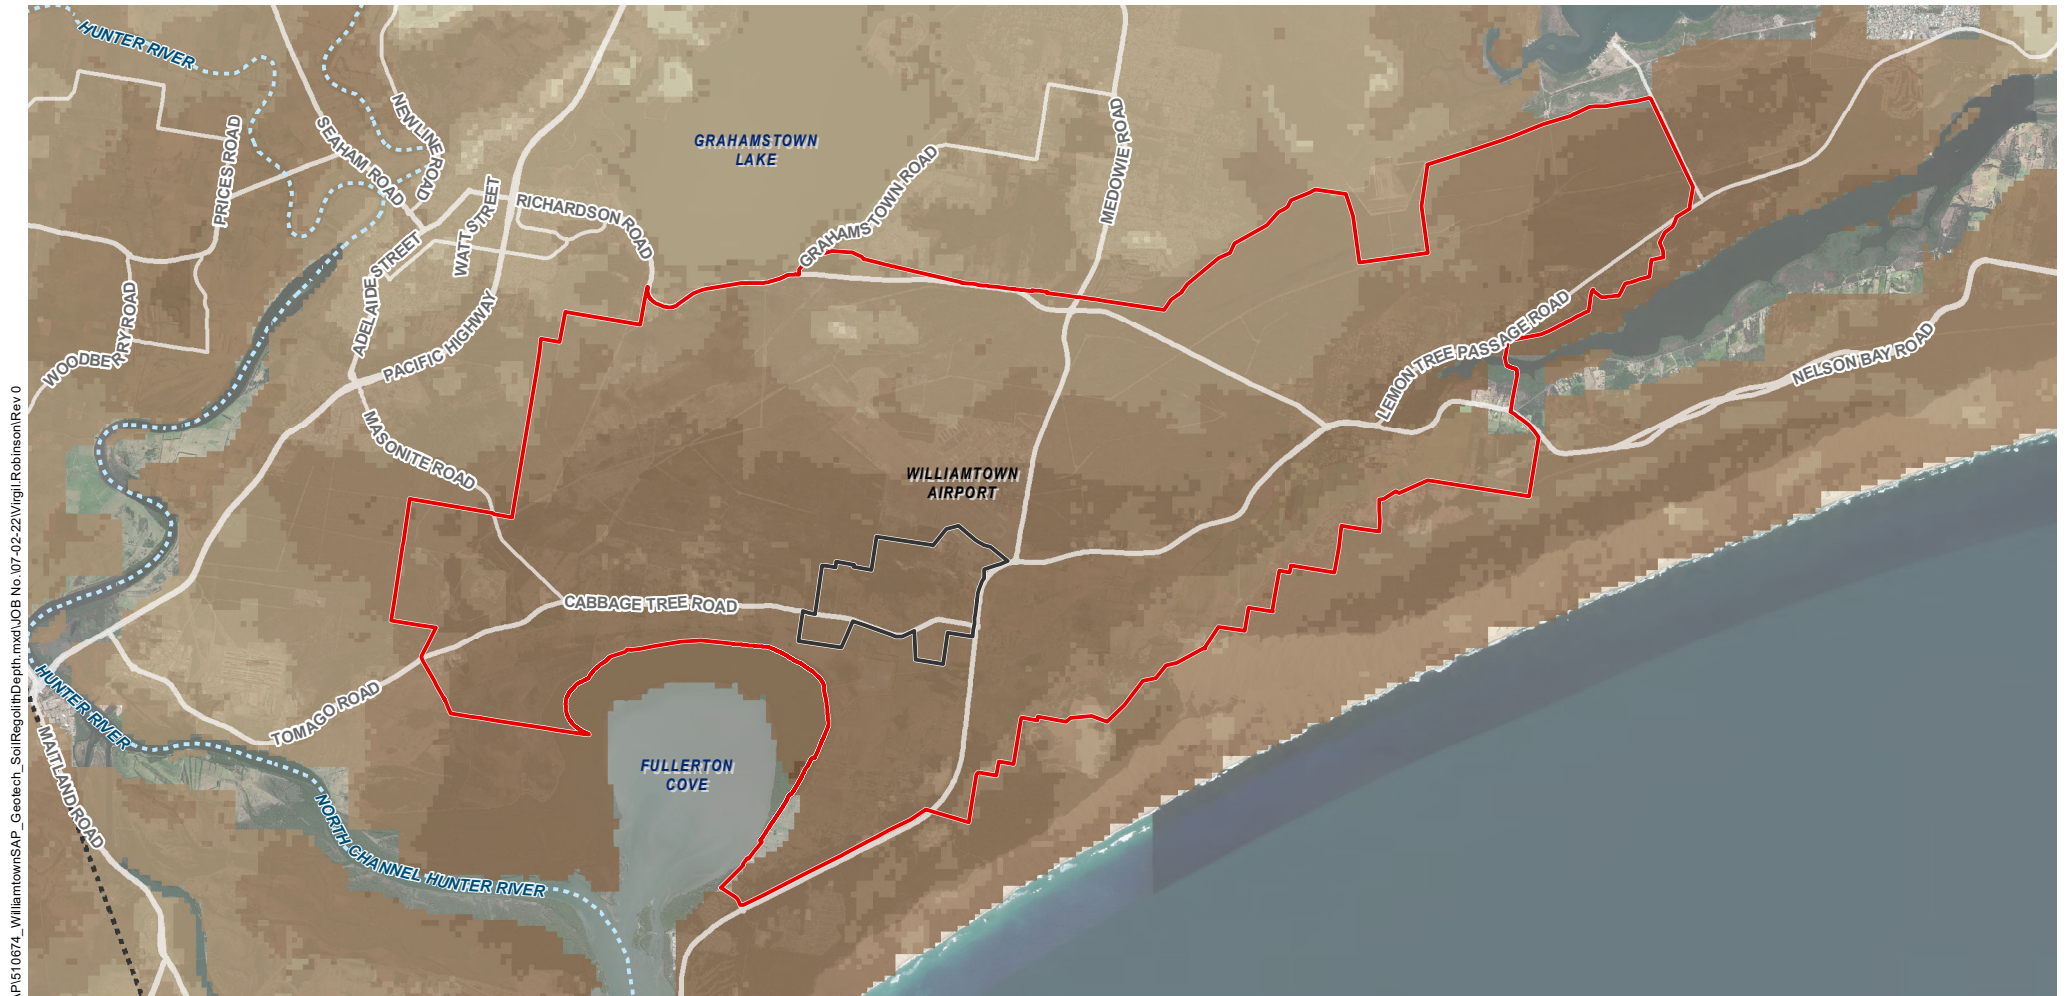 HUNTER RIVER
NEWLINE ROAD
SEAHAM ROAD
PRICES ROAD
GRAHAMSTOWN
LAKE
GRAHAMSTOWN ROAD
MEDOWIE ROAD
WATT STREET
RICHARDSON ROAD
ADELAIDE STREET
WOODBERRY ROAD
PACIFIC HIGHWAY
LEMON TREE PASSAGE ROAD
NELSON BAY ROAD
MASONITE ROAD
WILLIAMTOWN
AIRPORT
CABBAGE TREE ROAD
HUNTER RIVER
TOMAGO ROAD
MAITLAND ROAD
FULLERTON
COVE
NORTH CHANNEL HUNTER RIVER
AP\510674_WilliamtownSAP_Geotech_SoilRegolithDepth.mxd\JOB No.\07-02-22\Virgil.Robinson\Rev 0